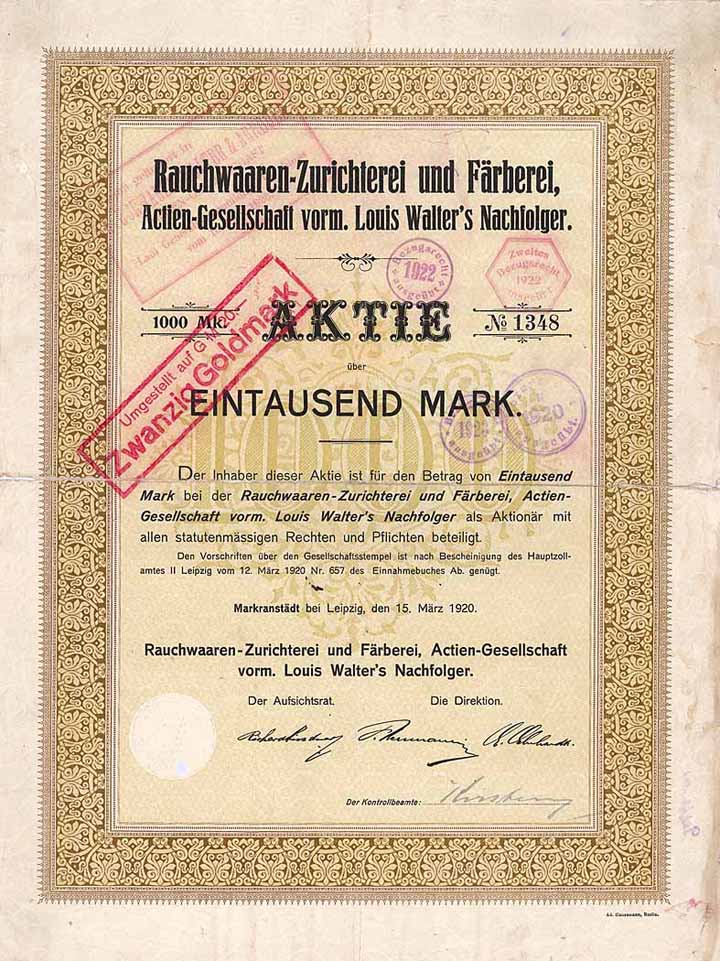 Rauchwaaren-Zurichterei und Färberei,
Actien-Gesellschaft vorm. Louis Walter's Nachfolger.
Bezugsrecht
1922
ausgeübt
Zweites
Bezugsrecht
1922
1000 Mk.
AKTIE
№ 1348
Umgestellt auf G M 20.—
Zwanzig Goldmark
über
EINTAUSEND MARK.
1000
1920
ausgeübt
ausgeübt.
Der Inhaber dieser Aktie ist für den Betrag von Eintausend
Mark bei der Rauchwaaren-Zurichterei und Färberei, Actien-
Gesellschaft vorm. Louis Walter's Nachfolger als Aktionär mit
allen statutenmässigen Rechten und Pflichten beteiligt.
Den Vorschriften über den Gesellschaftsstempel ist nach Bescheinigung des Hauptzoll-
amtes II Leipzig vom 12. März 1920 Nr. 657 des Einnahmebuches Ab. genügt.
Markranstädt bei Leipzig, den 15. März 1920.
Rauchwaaren-Zurichterei und Färberei, Actien-Gesellschaft
vorm. Louis Walter's Nachfolger.
Der Aufsichtsrat.
Die Direktion.
Der Kontrollbeamte: